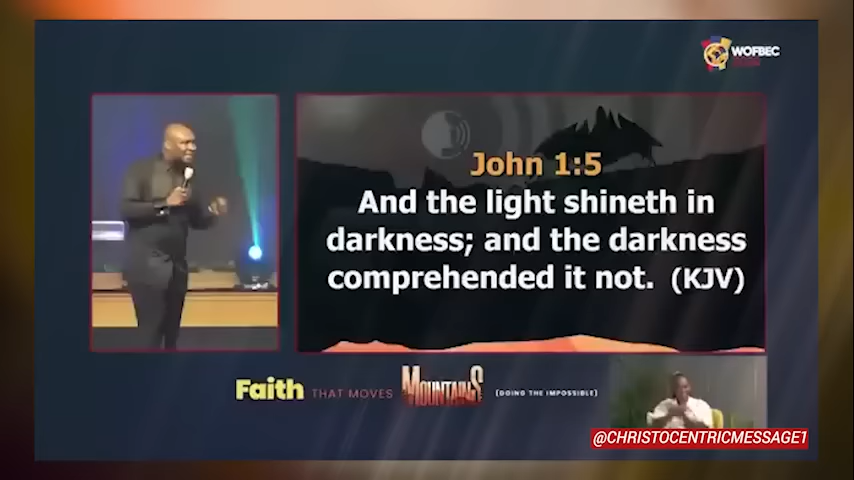 WOFBEC
John 1:5
And the light shineth in
darkness; and the darkness
comprehended it not. (KJV)
Faith THAT MOVES MOUNTAINS [DOING THE IMPOSSIBLE]
@CHRISTOCENTRICMESSAGE1